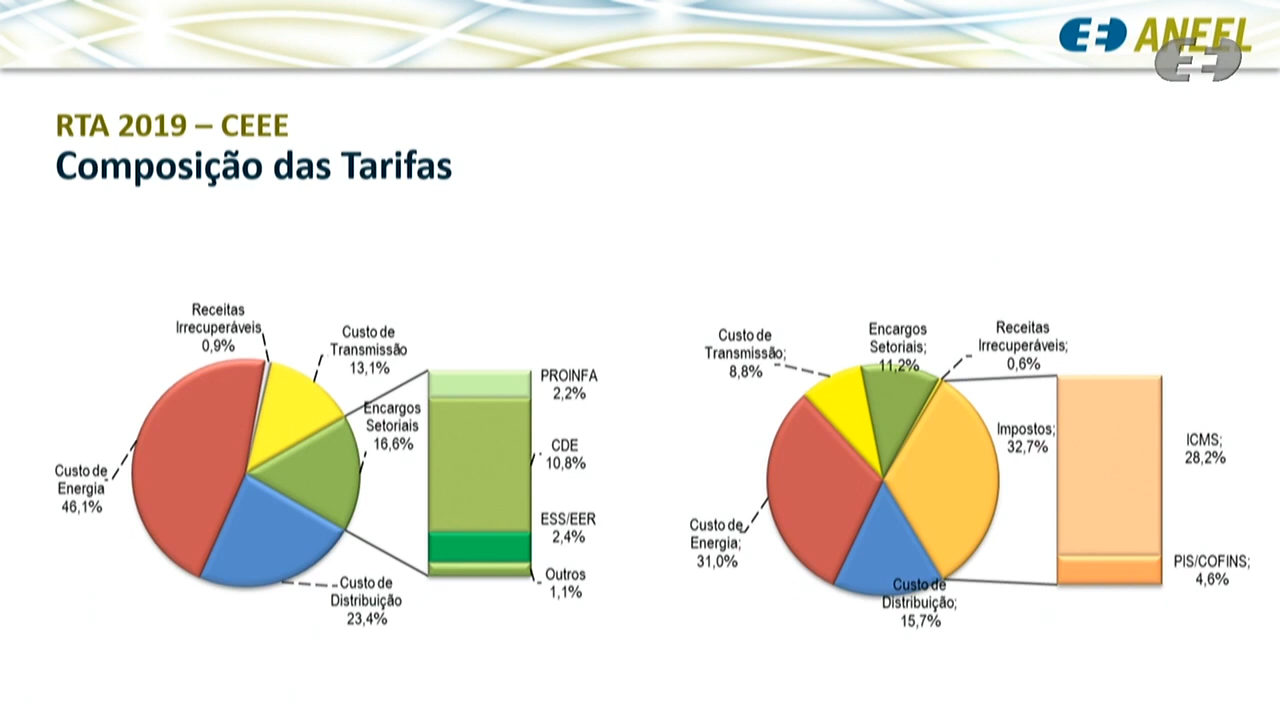 ANEEL
RTA 2019 – CEEE
Composição das Tarifas
Receitas
Irrecuperáveis
0,9%
Custo de
Transmissão
13,1%
Encargos
Setoriais
16,6%
Custo de
Energia
46,1%
Custo de
Distribuição
23,4%
PROINFA
2,2%
CDE
10,8%
ESS/EER
2,4%
Outros
1,1%
Custo de
Transmissão;
8,8%
Encargos
Setoriais;
11,2%
Receitas
Irrecuperáveis;
0,6%
Impostos;
32,7%
Custo de
Energia;
31,0%
Custo de
Distribuição;
15,7%
ICMS;
28,2%
PIS/COFINS;
4,6%